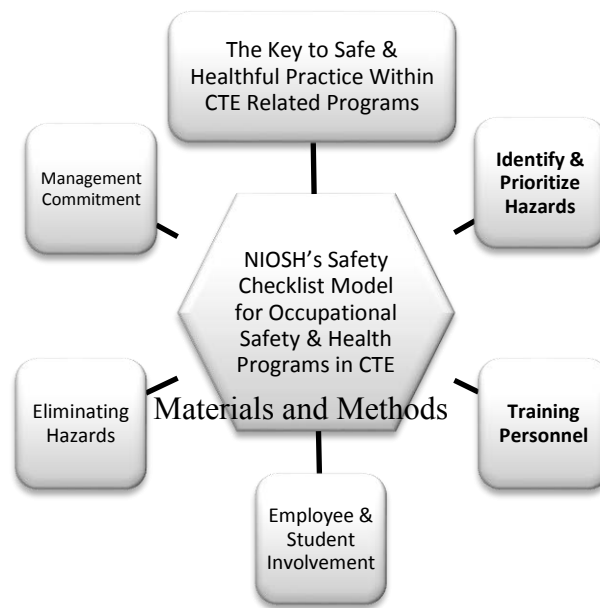 The Key to Safe &
Healthful Practice Within
CTE Related Programs
Management
Commitment
Identify &
Prioritize
Hazards
NIOSH's Safety
Checklist Model
for Occupational
Safety & Health
Programs in CTE
Eliminating
Hazards
Materials and Methods
Training
Personnel
Employee &
Student
Involvement